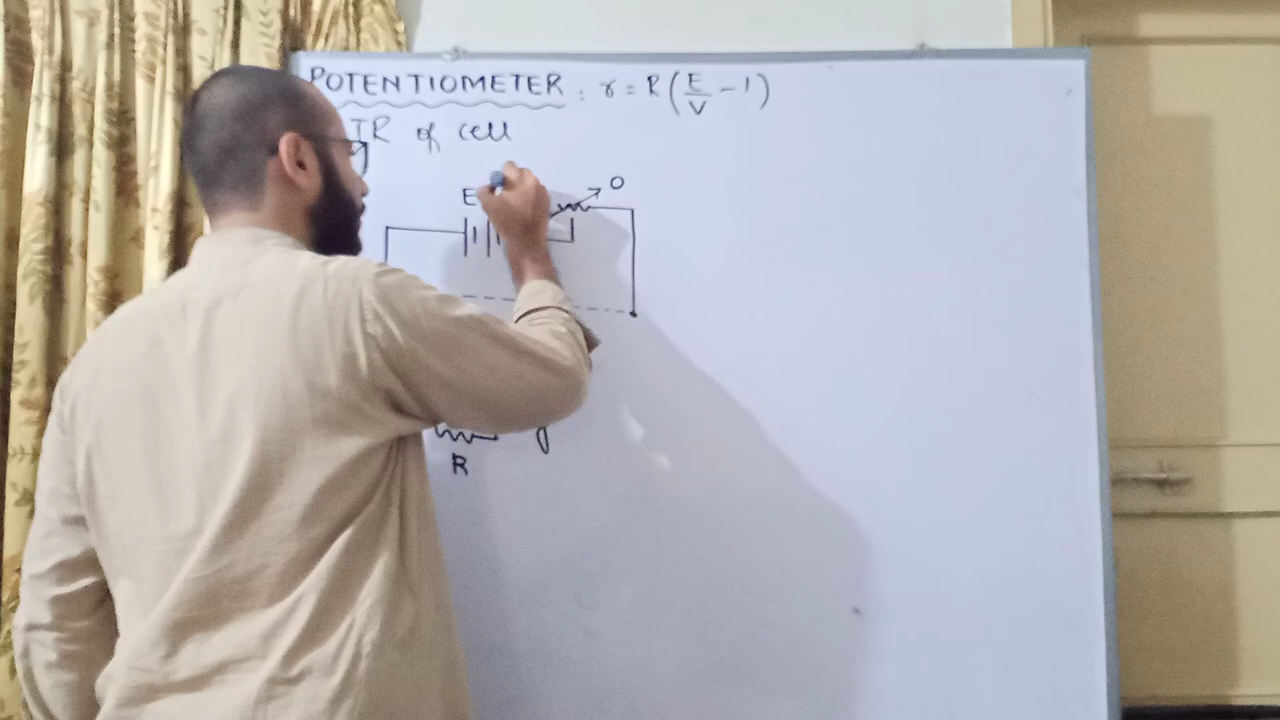 POTENTIOMETER : r = R(E/V - 1)
IR of cell
E
O
R